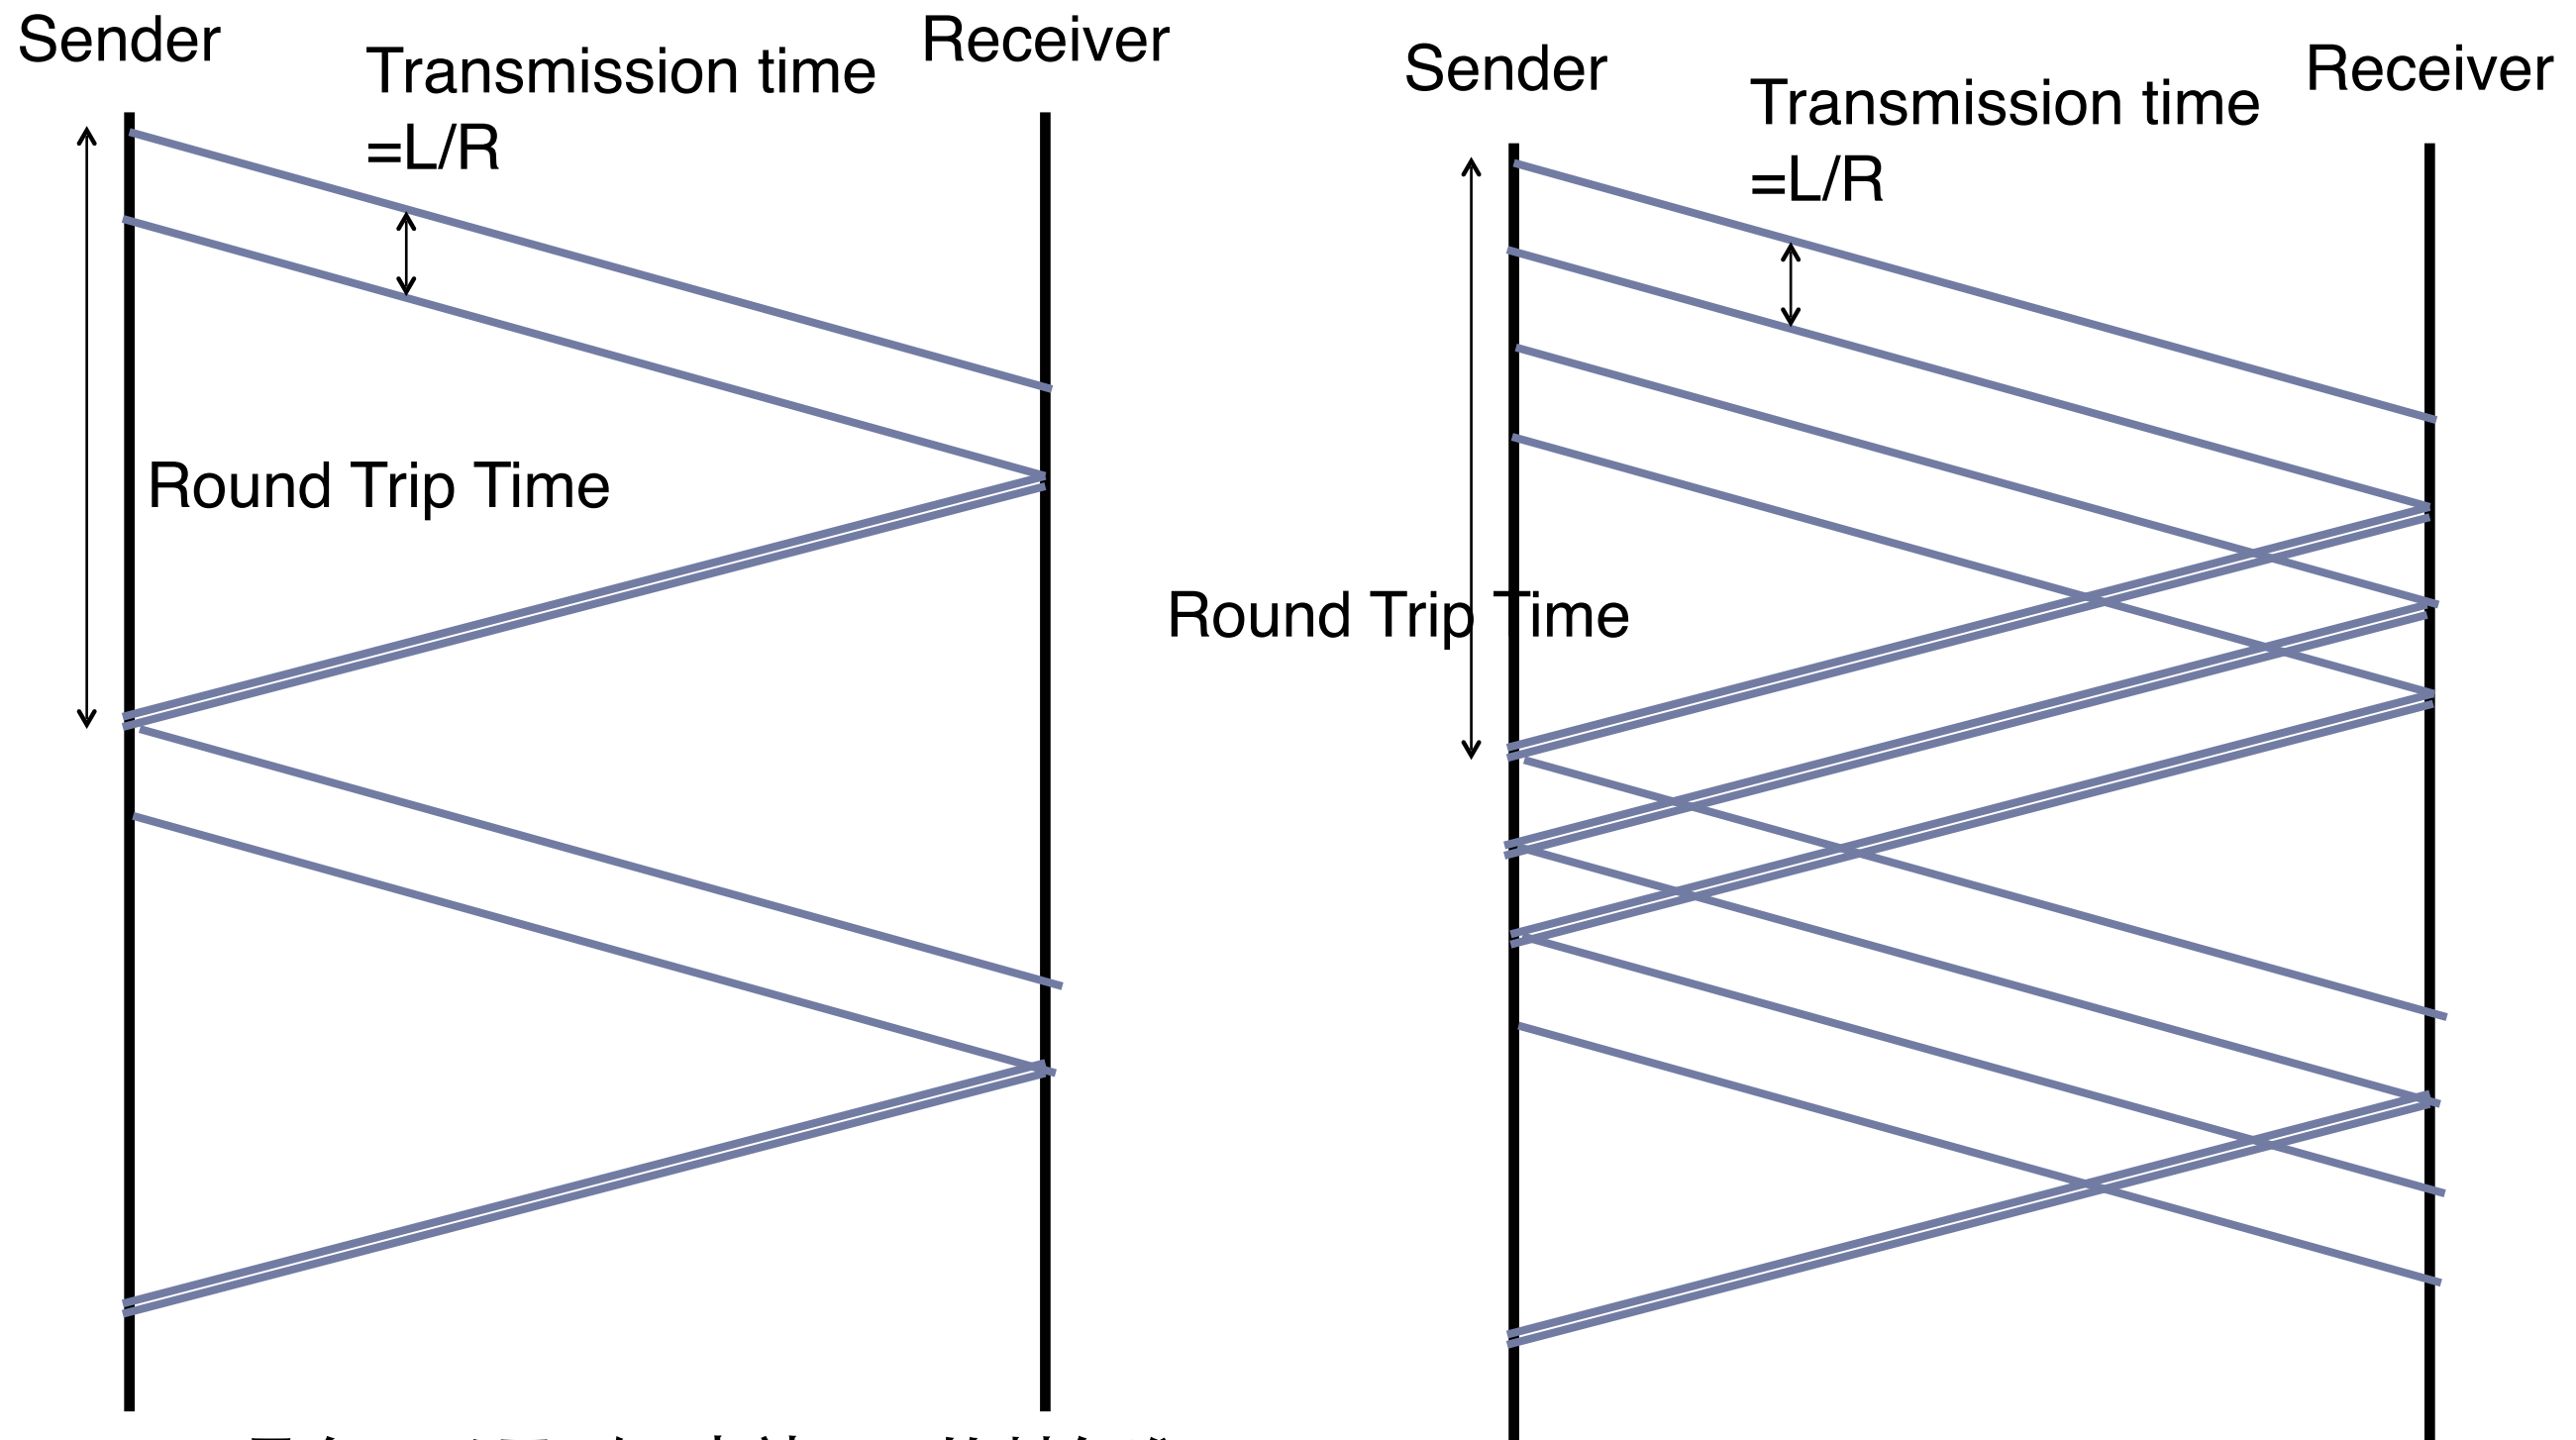 Sender
Receiver
Transmission time
=L/R
Round Trip Time
Sender
Receiver
Transmission time
=L/R
Round Trip Time